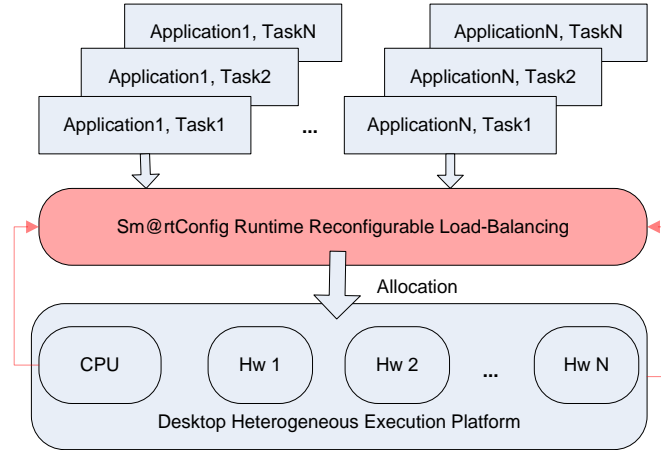 Application1, TaskN
ApplicationN, TaskN
Application1, Task2
ApplicationN, Task2
Application1, Task1
...
ApplicationN, Task1
Sm@rtConfig Runtime Reconfigurable Load-Balancing
Allocation
CPU
Hw 1
Hw 2
...
Hw N
Desktop Heterogeneous Execution Platform